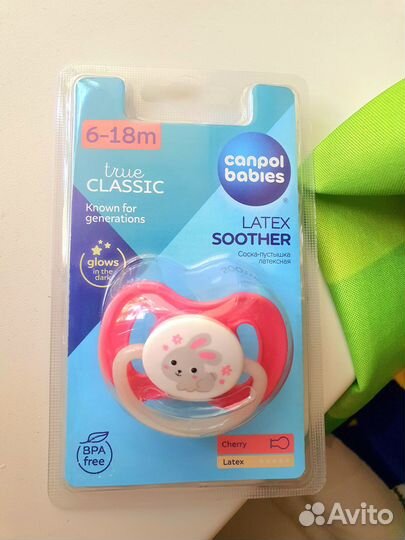 6-18m
canpol
babies
true
CLASSIC
Known for
generations
LATEX
SOOTHER
Соска-пустышка
латексная
glows
in the
dark
BPA
free
Cherry
Latex
Avito